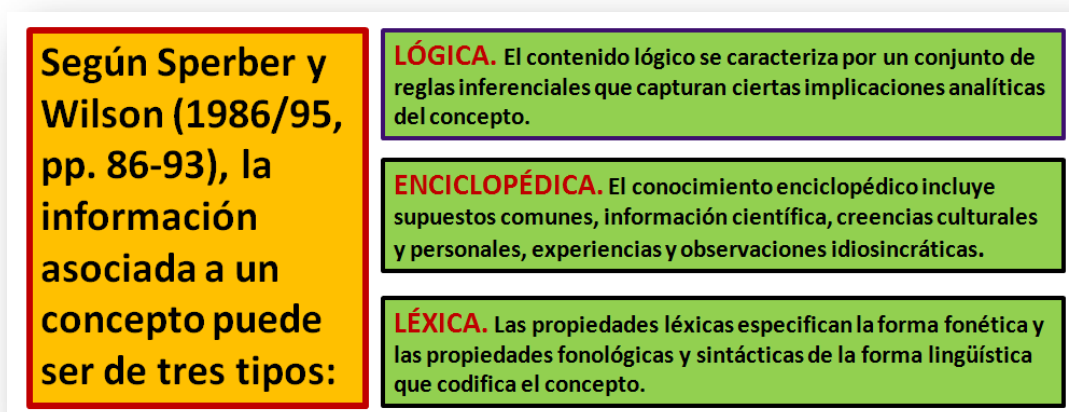 Según Sperber y
Wilson (1986/95,
pp. 86-93), la
información
asociada a un
concepto puede
ser de tres tipos:
LÓGICA. El contenido lógico se caracteriza por un conjunto de
reglas inferenciales que capturan ciertas implicaciones analíticas
del concepto.
ENCICLOPÉDICA. El conocimiento enciclopédico incluye
supuestos comunes, información científica, creencias culturales
y personales, experiencias y observaciones idiosincráticas.
LÉXICA. Las propiedades léxicas especifican la forma fonética y
las propiedades fonológicas y sintácticas de la forma lingüística
que codifica el concepto.